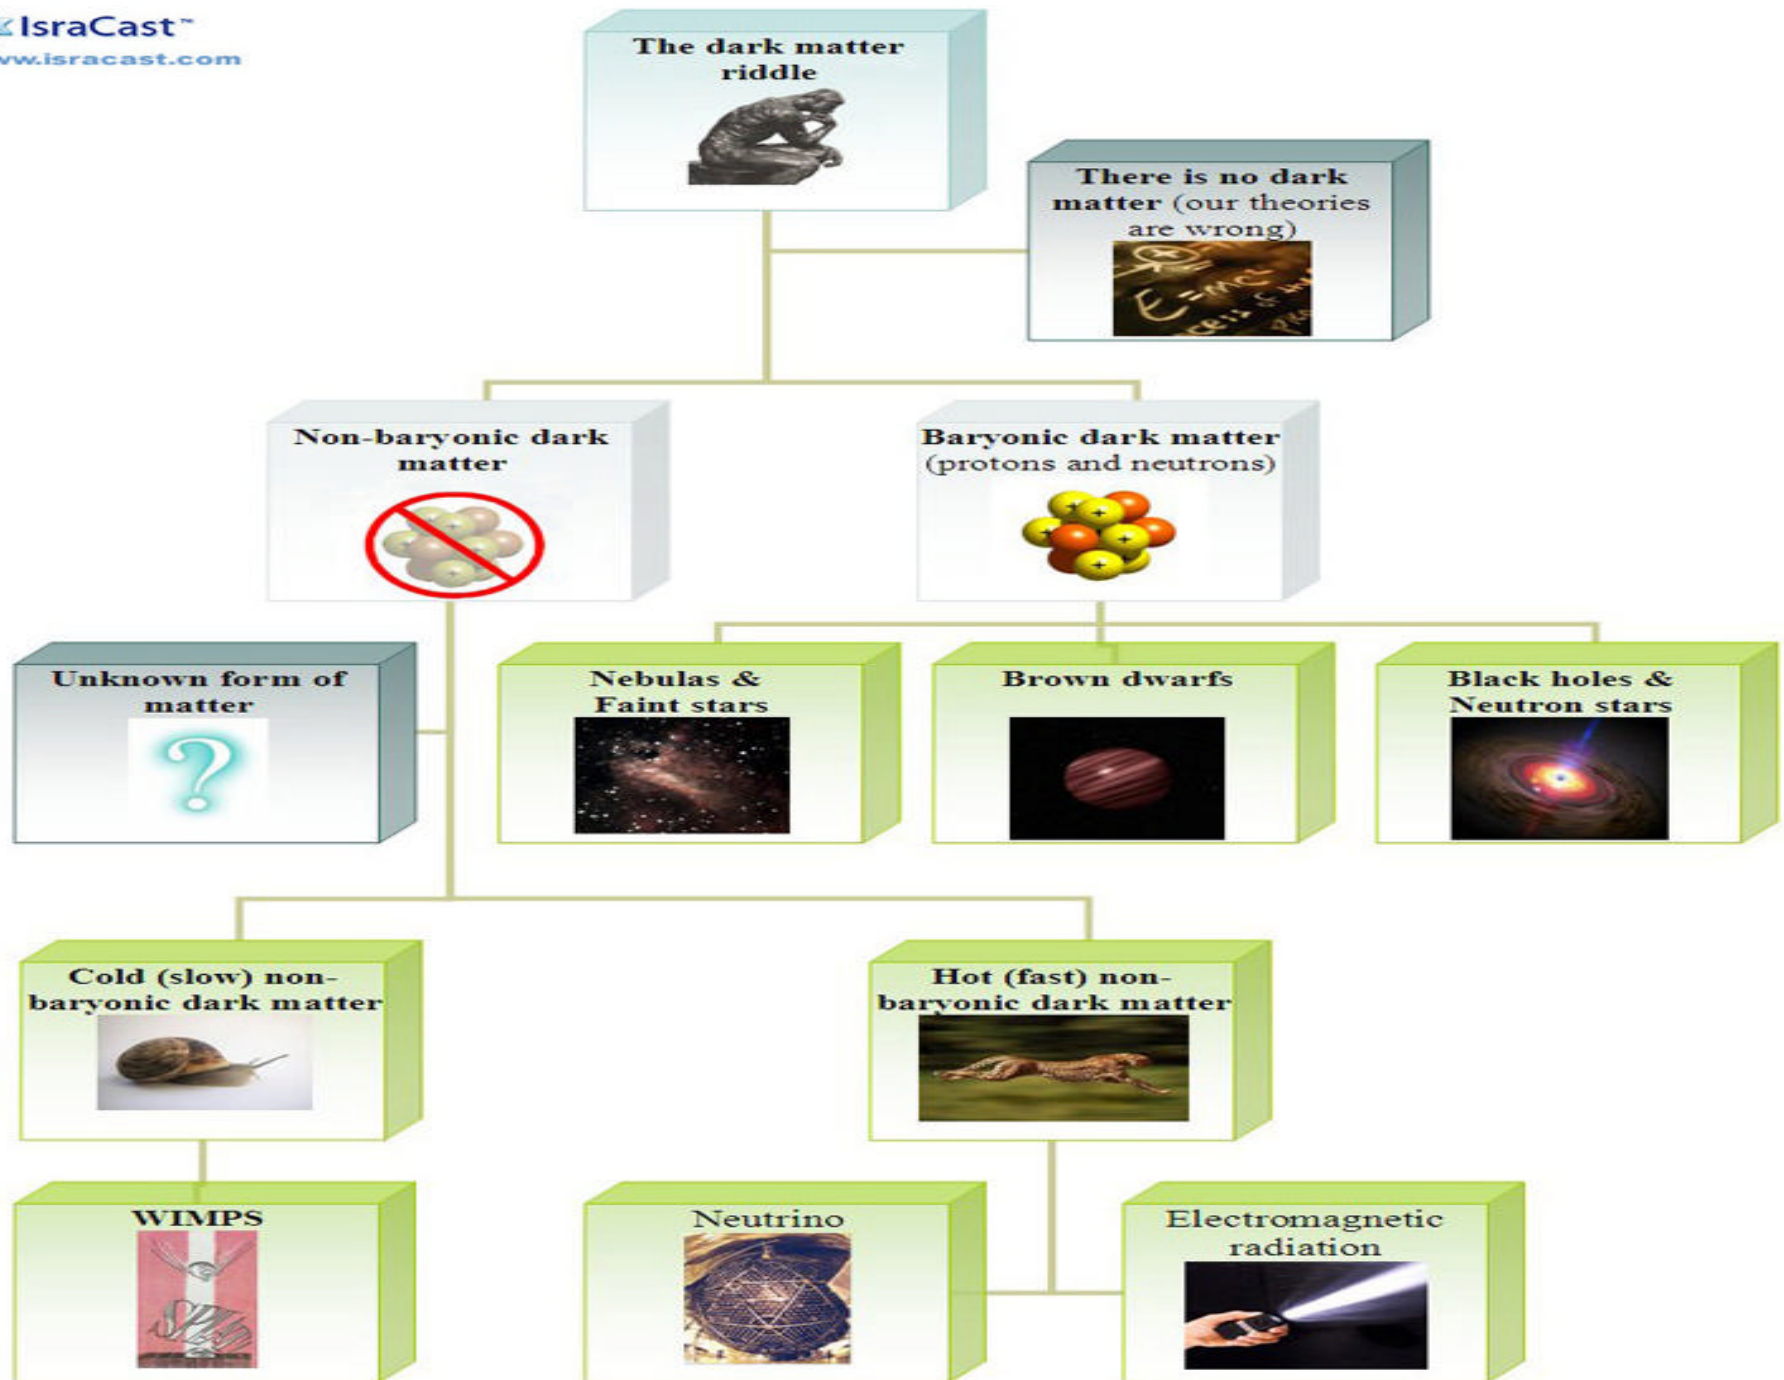 IsraCast™
ww.isracast.com
The dark matter
riddle
There is no dark
matter (our theories
are wrong)
E=mc²
Non-baryonic dark
matter
Baryonic dark matter
(protons and neutrons)
Unknown form of
matter
?
Nebulas &
Faint stars
Brown dwarfs
Black holes &
Neutron stars
Cold (slow) non-
baryonic dark matter
Hot (fast) non-
baryonic dark matter
WIMPS
Neutrino
Electromagnetic
radiation